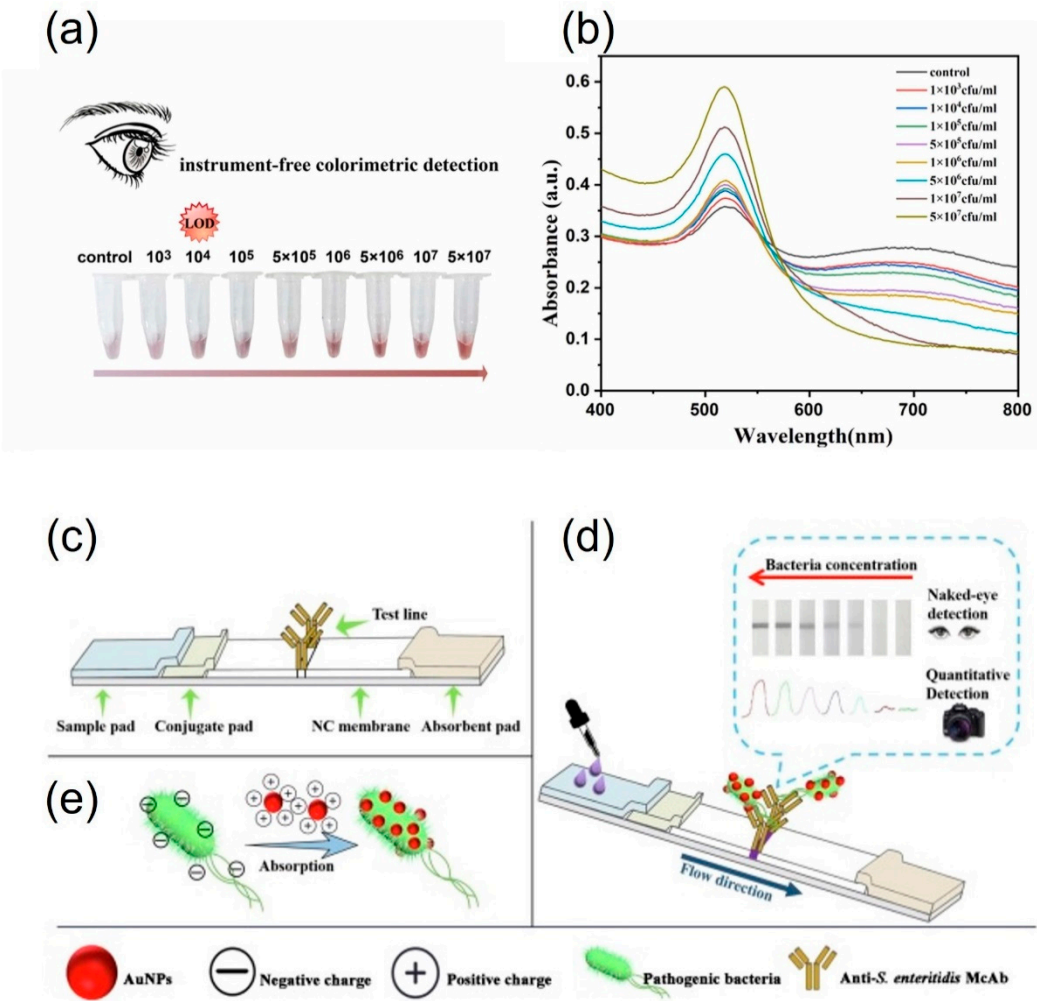 (a)
instrument-free colorimetric detection
LOD
control 10³ 10⁴ 10⁵ 5×10⁵ 10⁶ 5×10⁶ 10⁷ 5×10⁷
(b)
0.6
0.5
0.4
0.3
0.2
0.1
0.0
Absorbance (a.u.)
control
1×10³cfu/ml
1×10⁴cfu/ml
1×10⁵cfu/ml
5×10⁵cfu/ml
1×10⁶cfu/ml
5×10⁶cfu/ml
1×10⁷cfu/ml
5×10⁷cfu/ml
400 500 600 700 800
Wavelength(nm)
(c)
Test line
Sample pad Conjugate pad NC membrane Absorbent pad
(d)
Bacteria concentration
Naked-eye
detection
Quantitative
Detection
Flow direction
(e)
Absorption
AuNPs Negative charge Positive charge Pathogenic bacteria Anti-S. enteritidis McAb